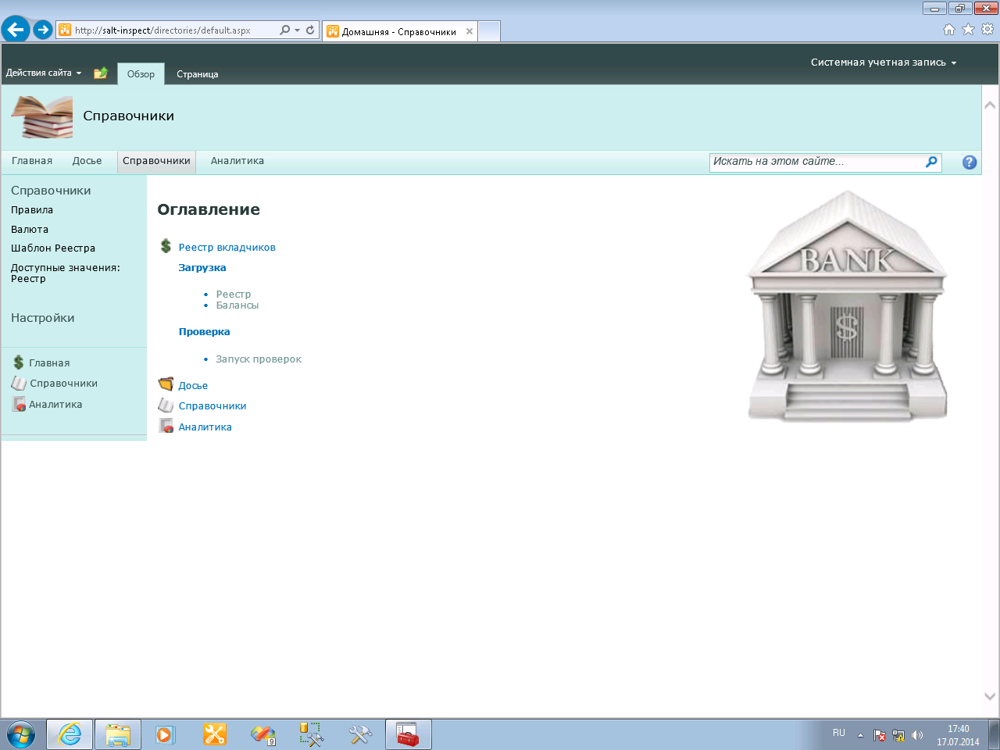 http://salt-inspect/directories/default.aspx
Домашняя - Справочники
Действия сайта
Обзор
Страница
Системная учетная запись
Справочники
Главная
Досье
Справочники
Аналитика
Искать на этом сайте...
Справочники
Правила
Валюта
Шаблон Реестра
Доступные значения:
Реестр
Настройки
Главная
Справочники
Аналитика
Оглавление
Реестр вкладчиков
Загрузка
Реестр
Балансы
Проверка
Запуск проверок
Досье
Справочники
Аналитика
BANK
$
9
RU
17:40
17.07.2014